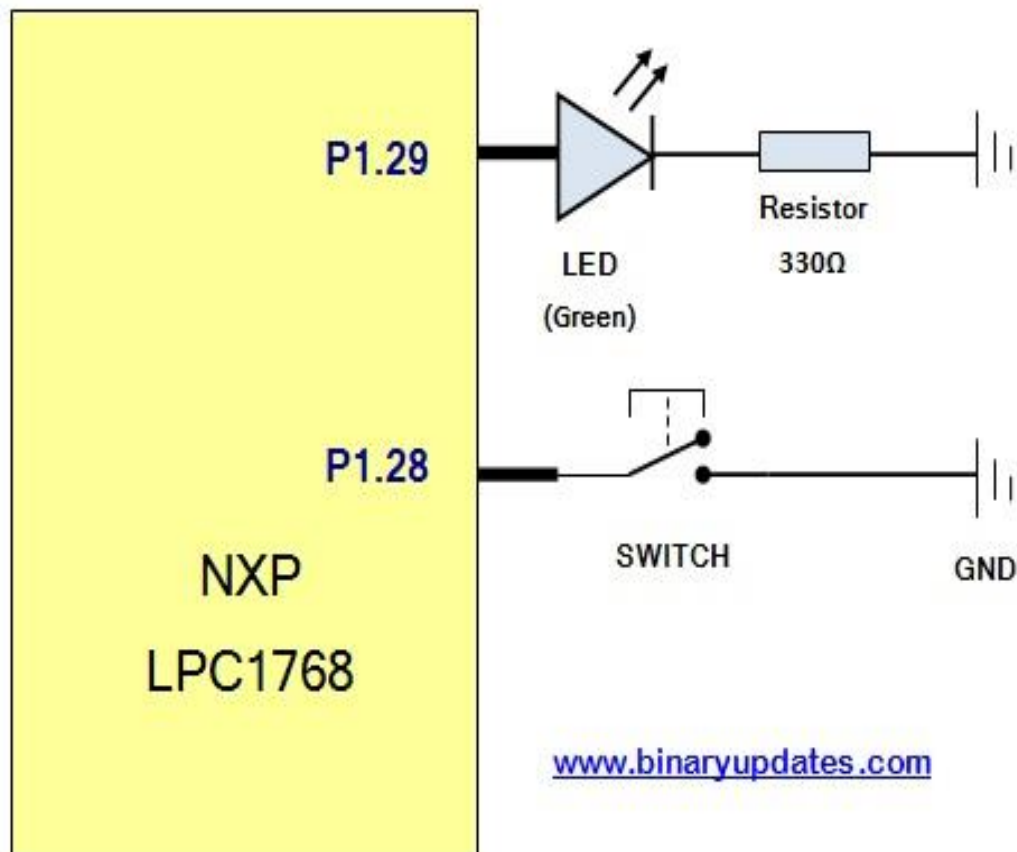 P1.29
LED
(Green)
Resistor
330Ω
P1.28
SWITCH
GND
NXP
LPC1768
www.binaryupdates.com